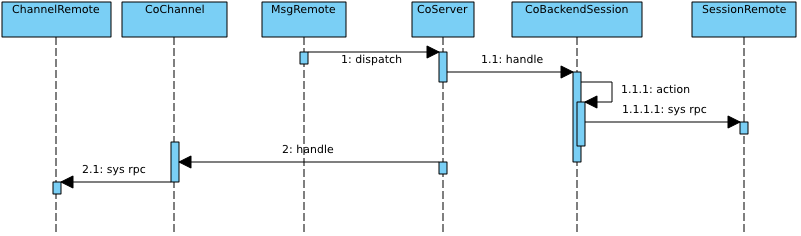 ChannelRemote
CoChannel
MsgRemote
CoServer
CoBackendSession
SessionRemote
1: dispatch
1.1: handle
1.1.1: action
1.1.1.1: sys rpc
2: handle
2.1: sys rpc